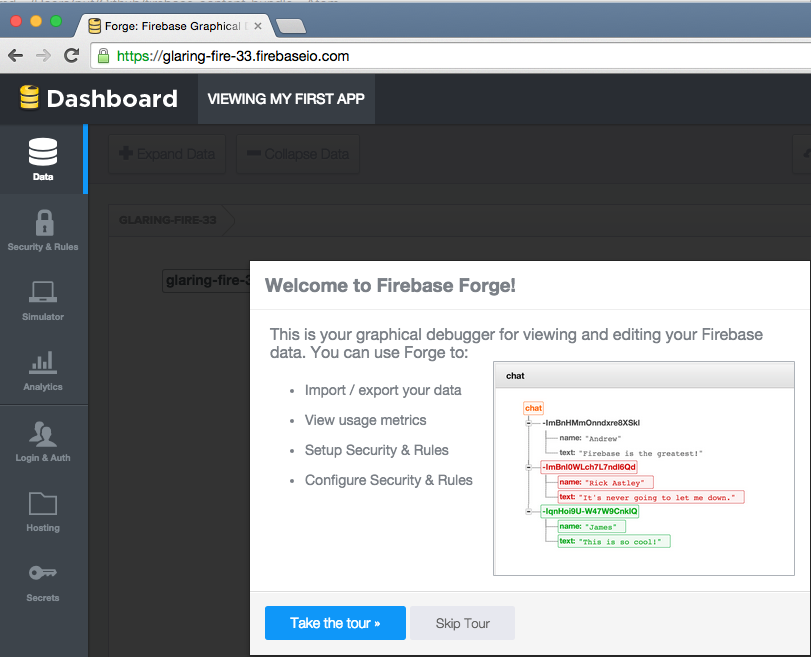 Forge: Firebase Graphical
https://glaring-fire-33.firebaseio.com
Dashboard
VIEWING MY FIRST APP
Data
Security & Rules
Simulator
Analytics
Login & Auth
Hosting
Secrets
Expand Data
Collapse Data
GLARING-FIRE-33
glaring-fire-3
Welcome to Firebase Forge!
This is your graphical debugger for viewing and editing your Firebase
data. You can use Forge to:
• Import / export your data
• View usage metrics
• Setup Security & Rules
• Configure Security & Rules
chat
chat
-ImBnHMmOnndxre8XSkI
name: "Andrew"
text: "Firebase is the greatest!"
-ImBnI0WLch7L7ndI6Qd
name: "Rick Astley"
text: "It's never going to let me down."
-IqnHoi9U-W47W9CnkIQ
name: "James"
text: "This is so cool!"
Take the tour »
Skip Tour